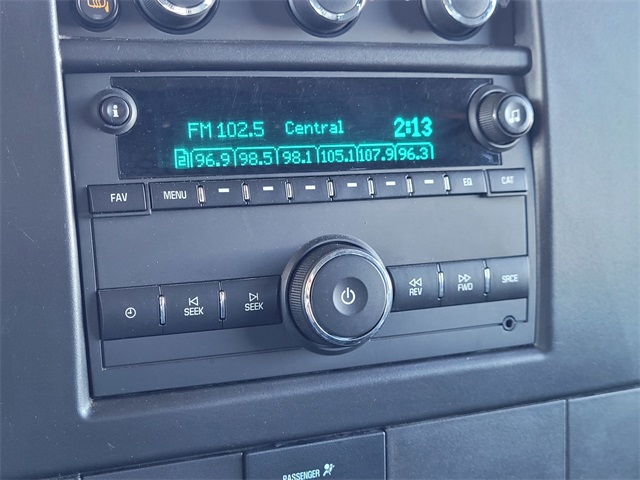 i
FM 102.5 Central 2:13
2 96.9 98.5 98.1 105.1 107.9 96.3
FAV MENU EQ CAT
SEEK SEEK REV FWD SRCE
PASSENGER